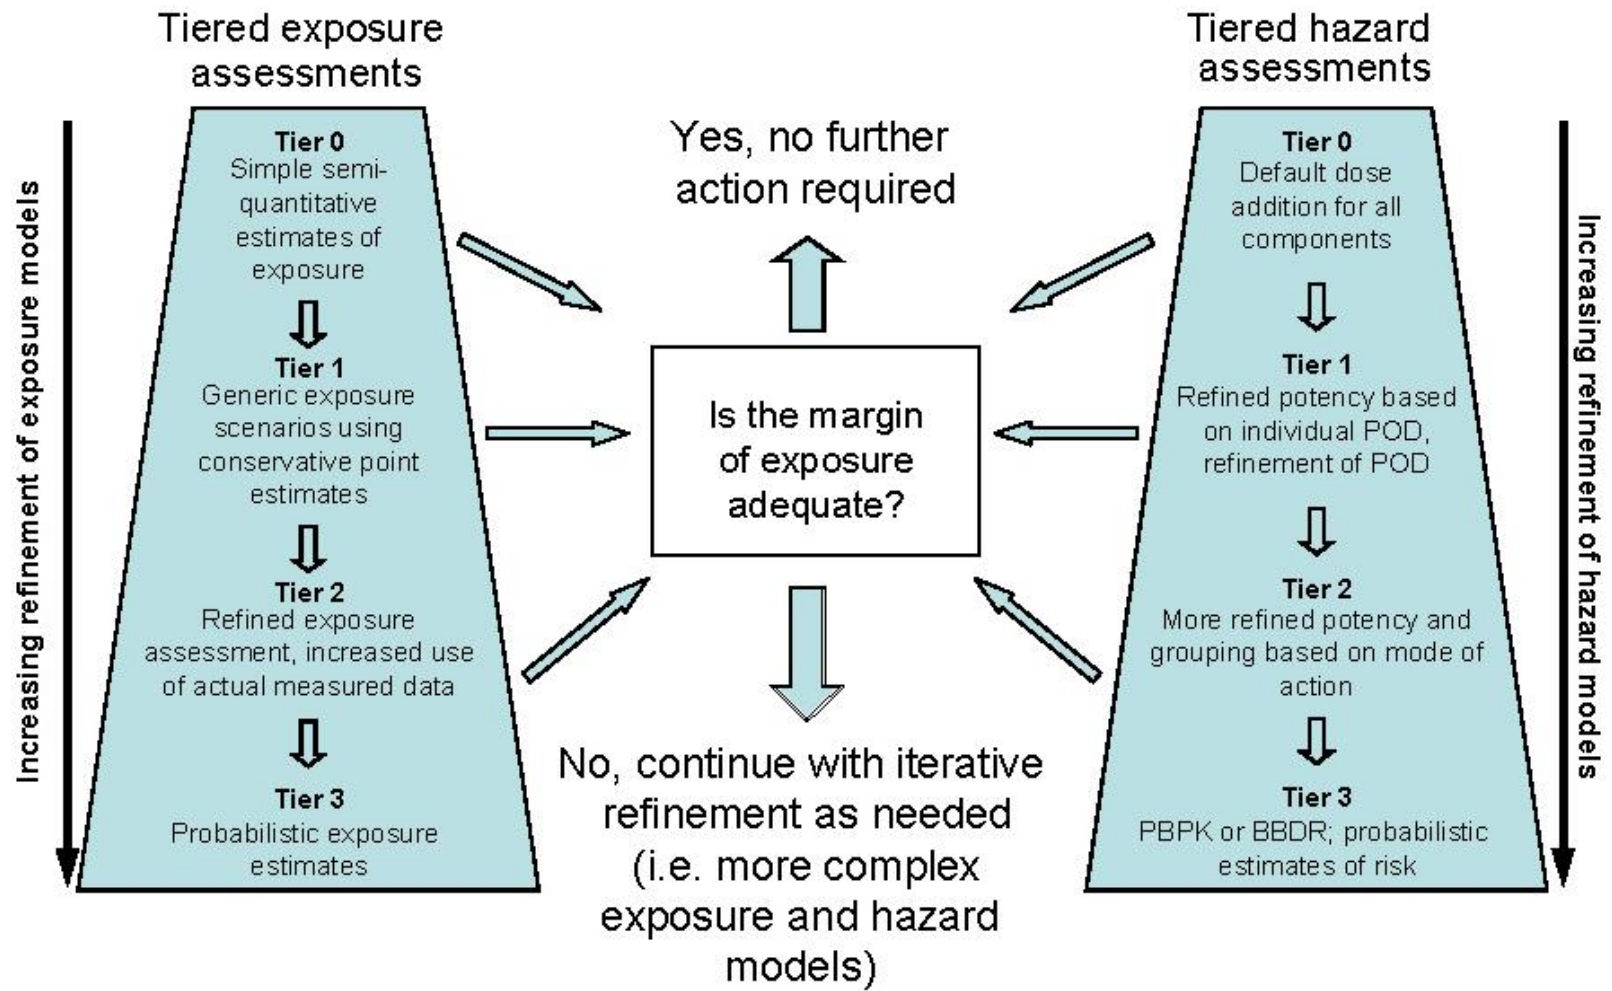 Tiered exposure
assessments
Increasing refinement of exposure models
Tier 0
Simple semi-
quantitative
estimates of
exposure
Tier 1
Generic exposure
scenarios using
conservative point
estimates
Tier 2
Refined exposure
assessment, increased use
of actual measured data
Tier 3
Probabilistic exposure
estimates
Yes, no further
action required
Is the margin
of exposure
adequate?
No, continue with iterative
refinement as needed
(i.e. more complex
exposure and hazard
models)
Tiered hazard
assessments
Tier 0
Default dose
addition for all
components
Tier 1
Refined potency based
on individual POD,
refinement of POD
Tier 2
More refined potency and
grouping based on mode of
action
Tier 3
PBPK or BBDR; probabilistic
estimates of risk
Increasing refinement of hazard models